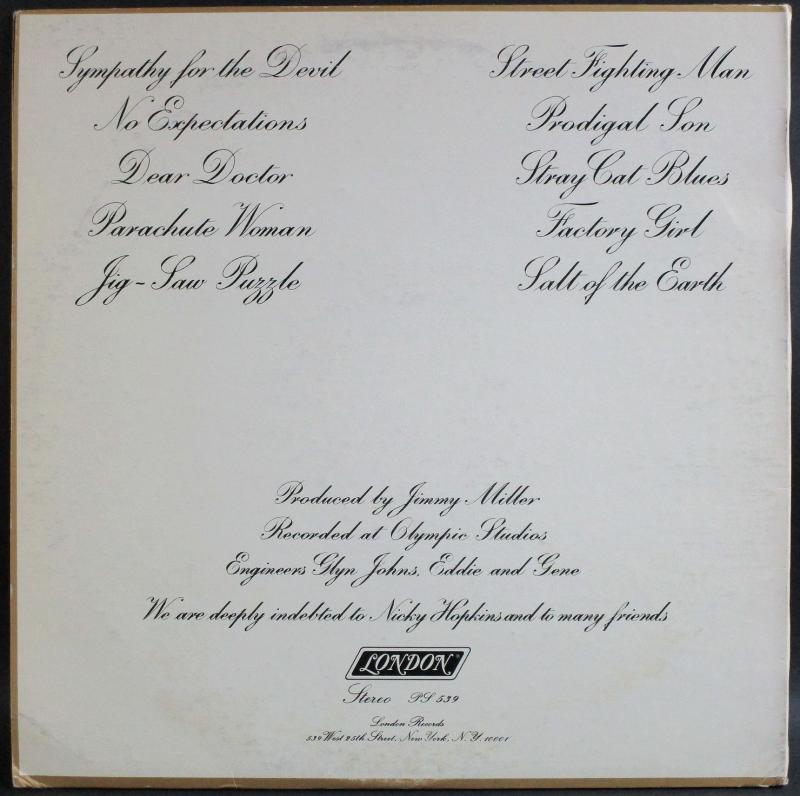 Sympathy for the Devil
No Expectations
Dear Doctor
Parachute Woman
Jig-Saw Puzzle
Street Fighting Man
Prodigal Son
Stray Cat Blues
Factory Girl
Salt of the Earth
Produced by Jimmy Miller
Recorded at Olympic Studios
Engineers Glyn Johns, Eddie and Gene
We are deeply indebted to Nicky Hopkins and to many friends
LONDON
Stereo PS 539
London Records
539 West 25th Street, New York, N.Y. 10001